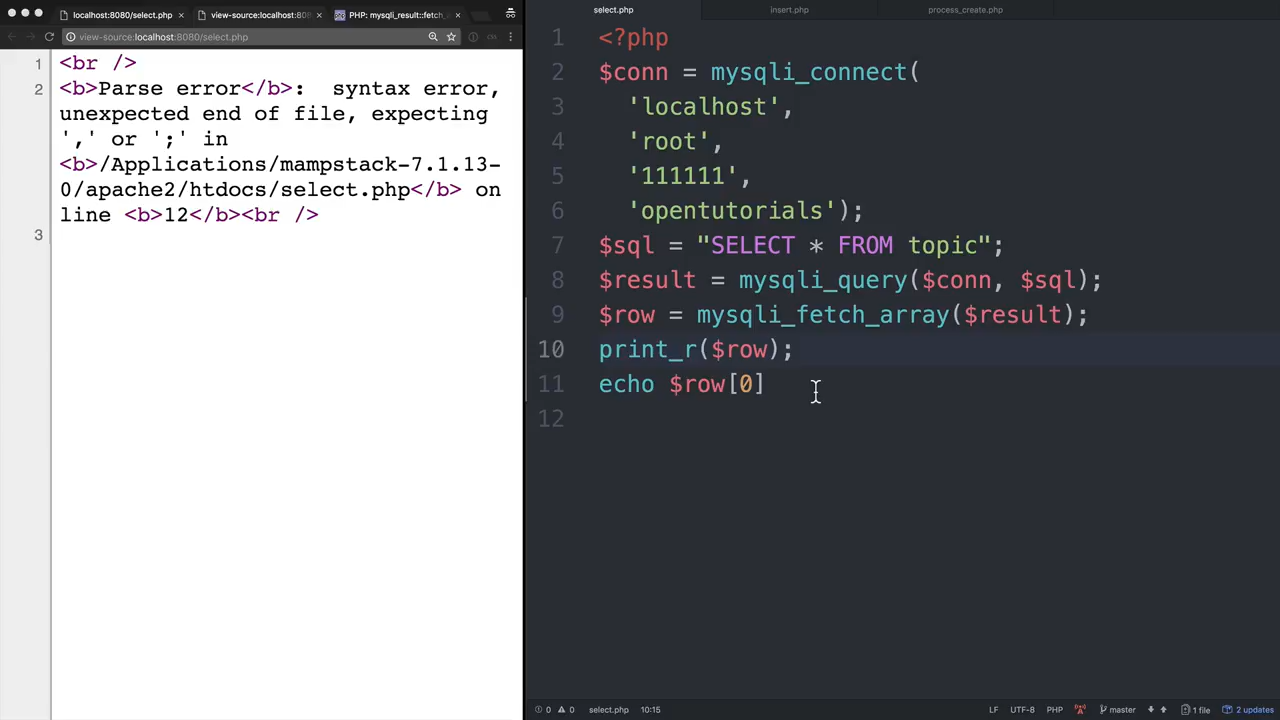 localhost:8080/select.php
view-source:localhost:8080/sel
PHP: mysqli_result::fetch_a
view-source:localhost:8080/select.php
1 <br />
2 <b>Parse error</b>:  syntax error,
unexpected end of file, expecting
',' or ';' in
<b>/Applications/mampstack-7.1.13-
0/apache2/htdocs/select.php</b> on
line <b>12</b><br />
3
select.php
insert.php
process_create.php
1 <?php
2 $conn = mysqli_connect(
3 'localhost',
4 'root',
5 '111111',
6 'opentutorials');
7 $sql = "SELECT * FROM topic";
8 $result = mysqli_query($conn, $sql);
9 $row = mysqli_fetch_array($result);
10 print_r($row);
11 echo $row[0]
12
0 0 select.php 10:15
LF UTF-8 PHP master 1 file 2 updates